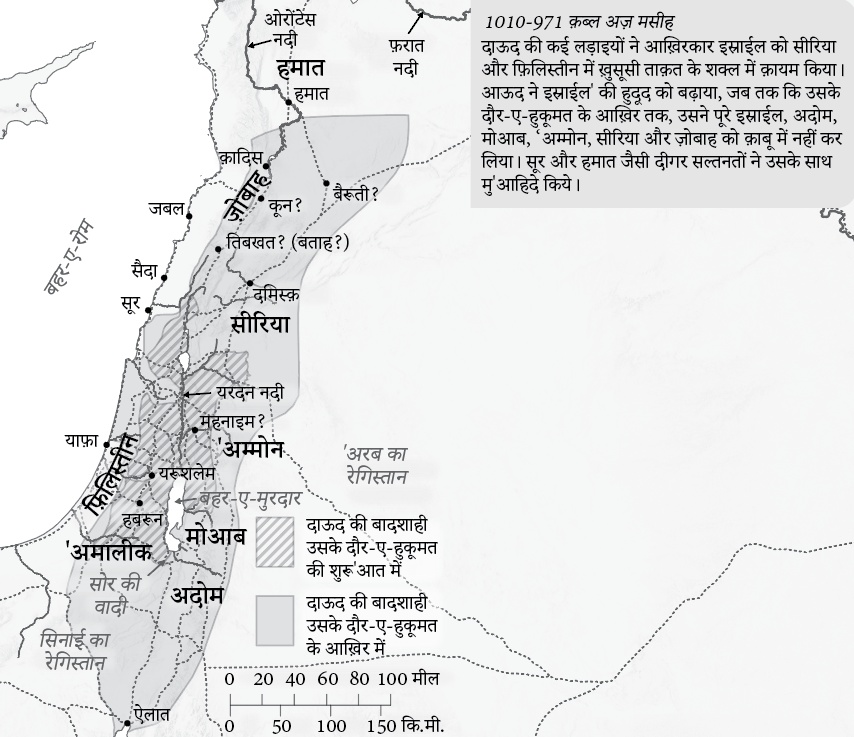 1010-971 क़ब्ल अज़ मसीह
दाऊद की कई लड़ाइयों ने आख़िरकार इस्राईल को सीरिया
और फ़िलिस्तीन में ख़ुसूसी ताक़त के शक्ल में क़ायम किया।
आऊद ने इस्राईल' की हुदूद को बढ़ाया, जब तक कि उसके
दौर-ए-हुकूमत के आख़िर तक, उसने पूरे इस्राईल, अदोम,
मोआब, ‘अम्मोन, सीरिया और ज़ोबाह को क़ाबू में नहीं कर
लिया। सूर और हमात जैसी दीगर सल्तनतों ने उसके साथ
मु'आहिदे किये।
ओरोंटेंस
नदी
फ़रात
नदी
हमात
हमात
क़ादिस
ज़ोबाह
बैरूती?
कून?
जबल
तिबखत? (बताह?)
बहर-ए-रोम
सैदा
दमिस्क़
सूर
सीरिया
यरदन नदी
महनाइम?
याफ़ा
'अम्मोन
'अरब का
रेगिस्तान
फ़िलिस्तीन
यरूशलेम
बहर-ए-मुरदार
हबरून
मोआब
'अमालीक
सोर की
वादी
अदोम
सिनाई का
रेगिस्तान
ऐलात
दाऊद की बादशाही
उसके दौर-ए-हुकूमत
की शुरू'आत में
दाऊद की बादशाही
उसके दौर-ए-हुकूमत
के आख़िर में
0 20 40 60 80 100 मील
0 50 100 150 कि.मी.